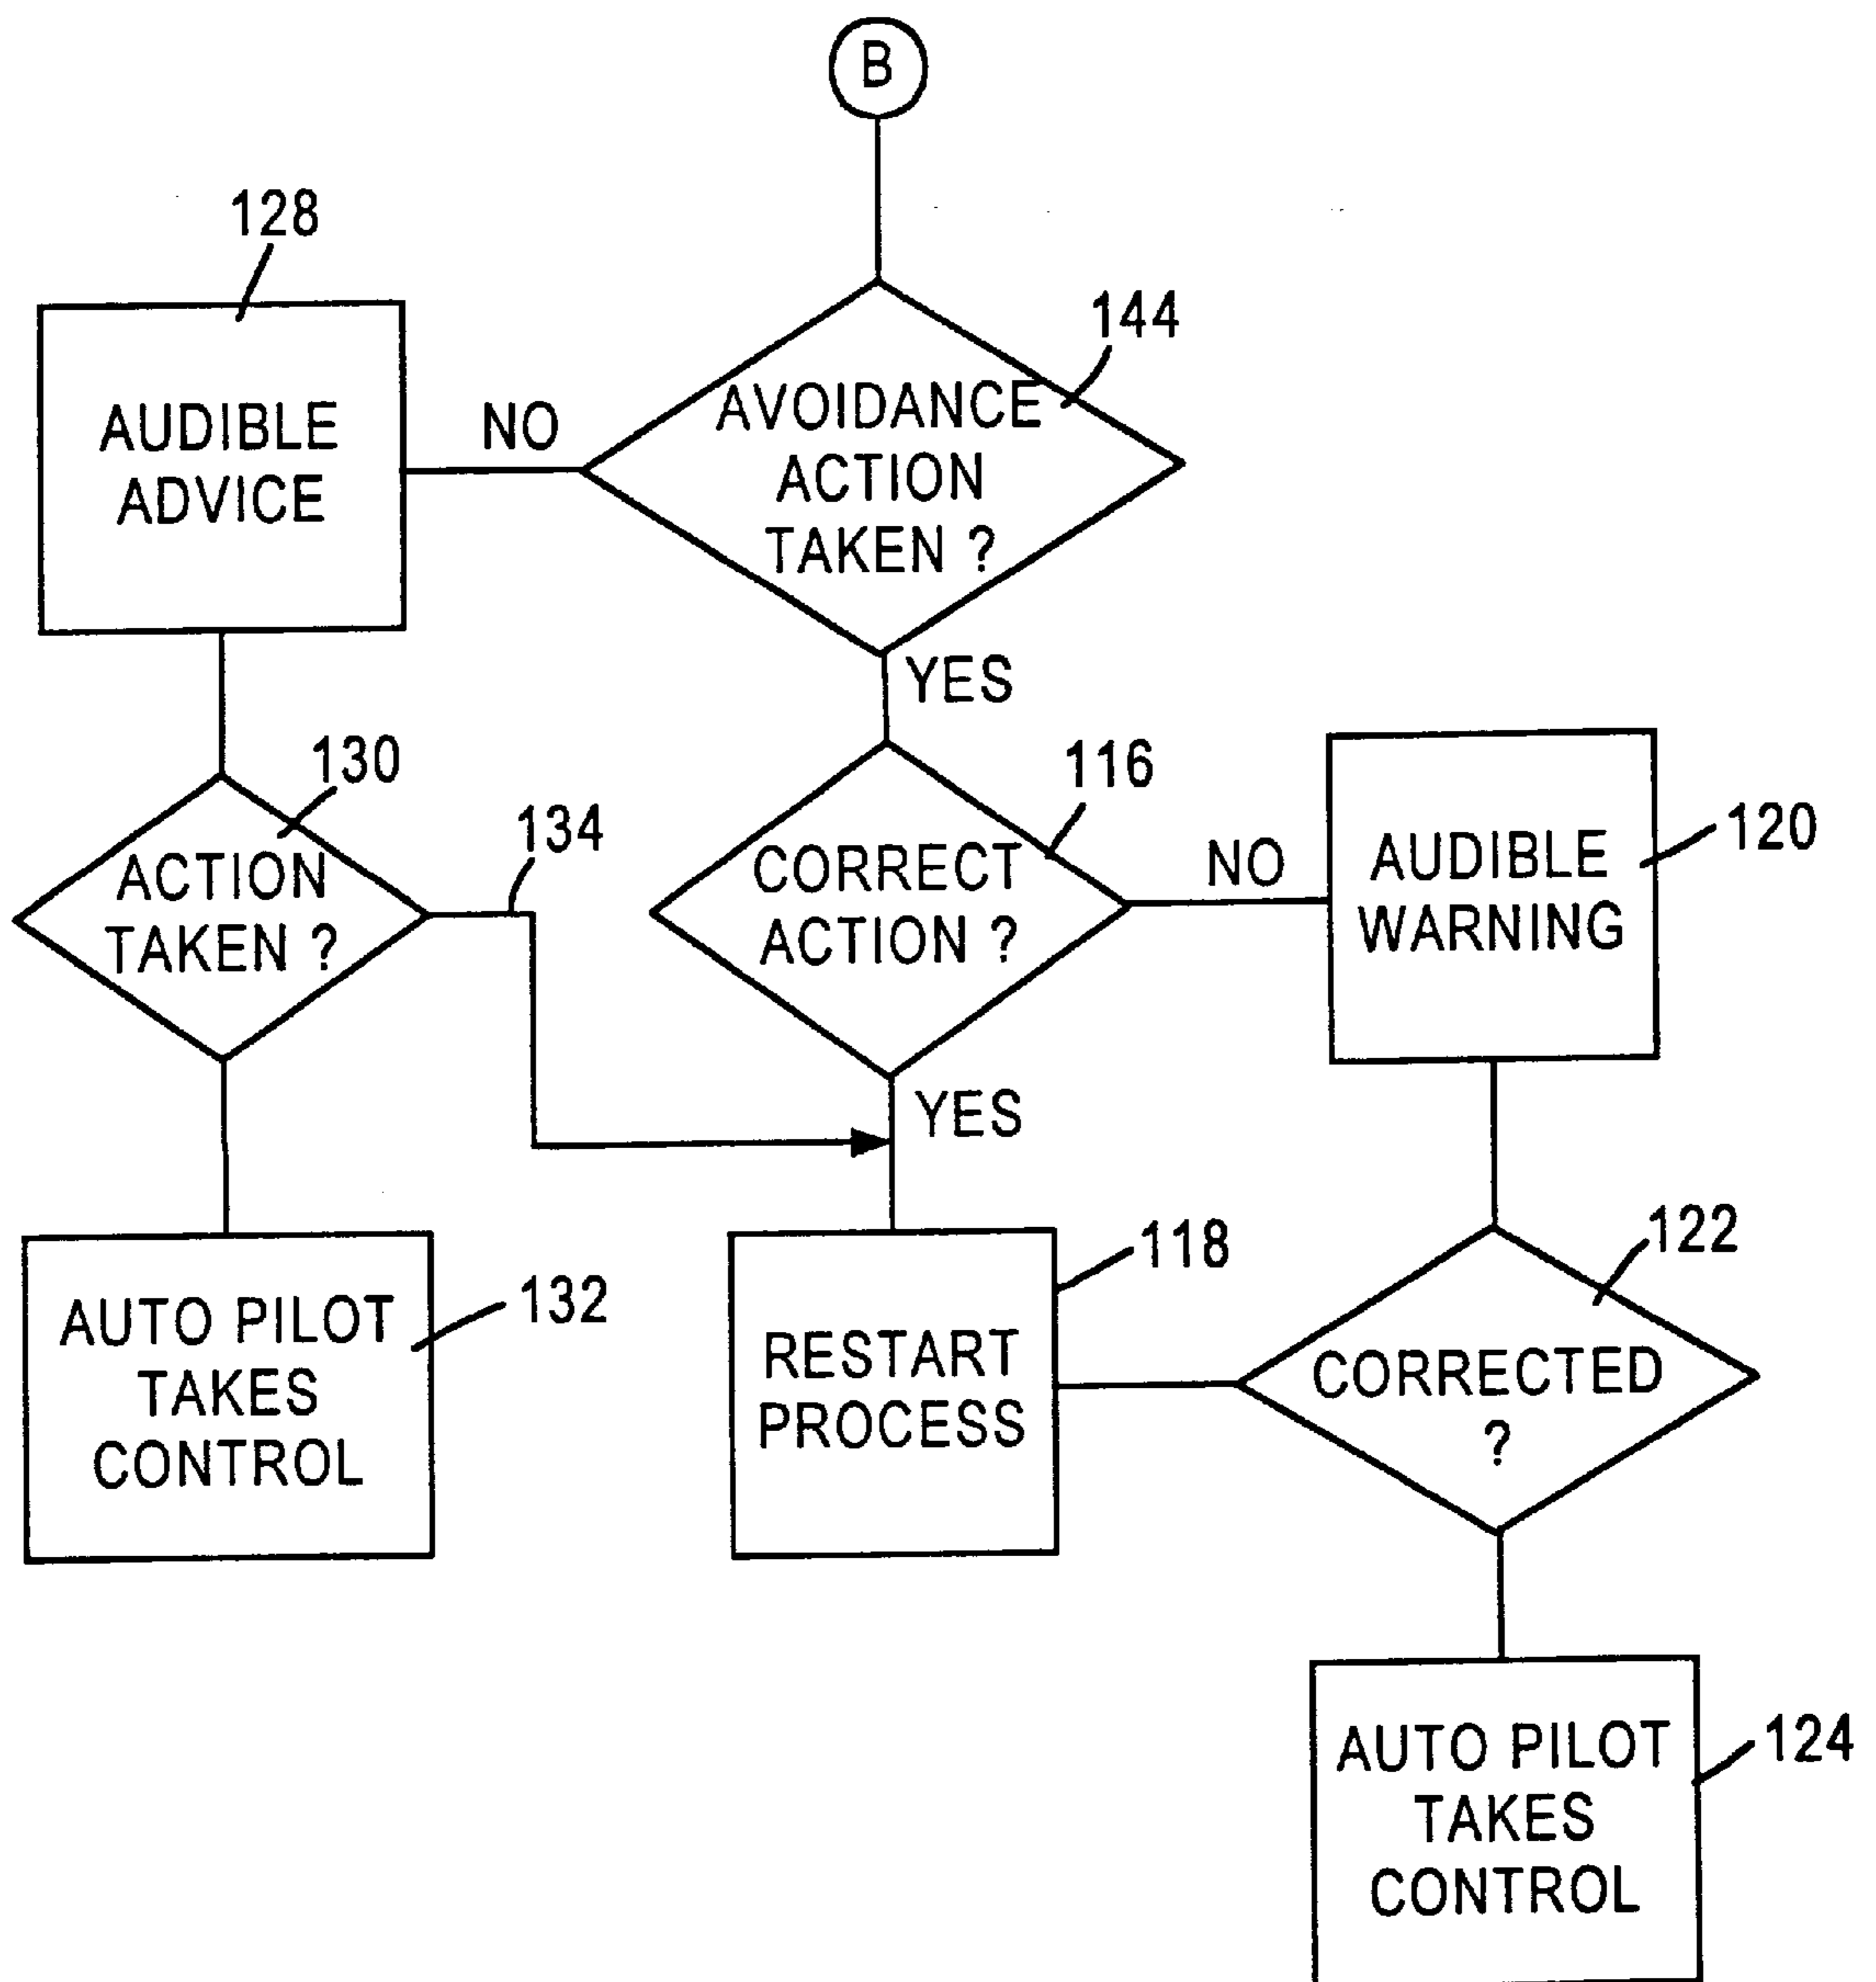 B
128
144
AUDIBLE
ADVICE
NO
AVOIDANCE
ACTION
TAKEN ?
YES
130
134
116
120
ACTION
TAKEN ?
CORRECT
ACTION ?
NO
AUDIBLE
WARNING
YES
118
122
132
AUTO PILOT
TAKES
CONTROL
RESTART
PROCESS
CORRECTED
?
124
AUTO PILOT
TAKES
CONTROL